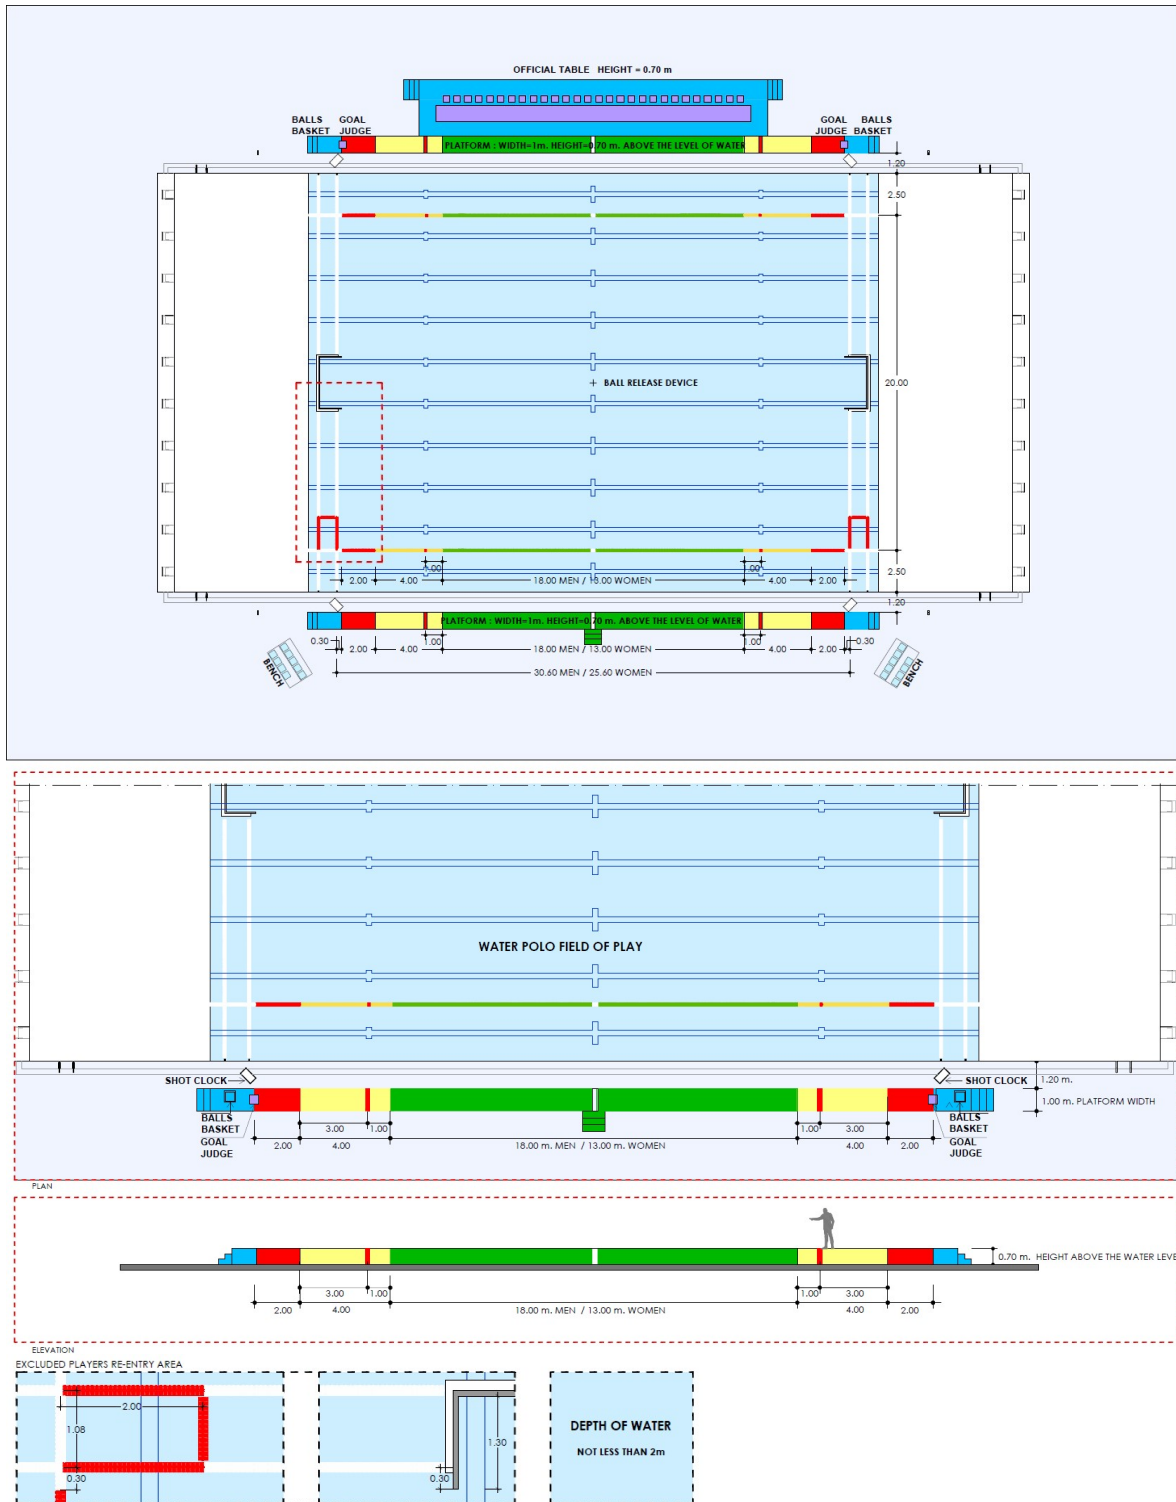 OFFICIAL TABLE HEIGHT = 0.70 m
BALLS BASKET
GOAL JUDGE
GOAL JUDGE
BALLS BASKET
PLATFORM : WIDTH=1m. HEIGHT=0.70 m. ABOVE THE LEVEL OF WATER
1.20
2.50
BALL RELEASE DEVICE
20.00
1.00
1.00
2.00
4.00
18.00 MEN / 13.00 WOMEN
4.00
2.00
2.50
1.20
PLATFORM : WIDTH=1m. HEIGHT=0.70 m. ABOVE THE LEVEL OF WATER
0.30
1.00
1.00
0.30
2.00
4.00
18.00 MEN / 13.00 WOMEN
4.00
2.00
BENCH
BENCH
30.60 MEN / 25.60 WOMEN
WATER POLO FIELD OF PLAY
SHOT CLOCK
SHOT CLOCK
1.20 m.
1.00 m. PLATFORM WIDTH
BALLS BASKET
GOAL JUDGE
3.00
1.00
1.00
3.00
BALLS BASKET
GOAL JUDGE
2.00
4.00
18.00 m. MEN / 13.00 m. WOMEN
4.00
2.00
PLAN
0.70 m. HEIGHT ABOVE THE WATER LEVE
3.00
1.00
1.00
3.00
2.00
4.00
18.00 m. MEN / 13.00 m. WOMEN
4.00
2.00
ELEVATION
EXCLUDED PLAYERS RE-ENTRY AREA
2.00
1.08
0.30
1.30
0.30
DEPTH OF WATER
NOT LESS THAN 2m